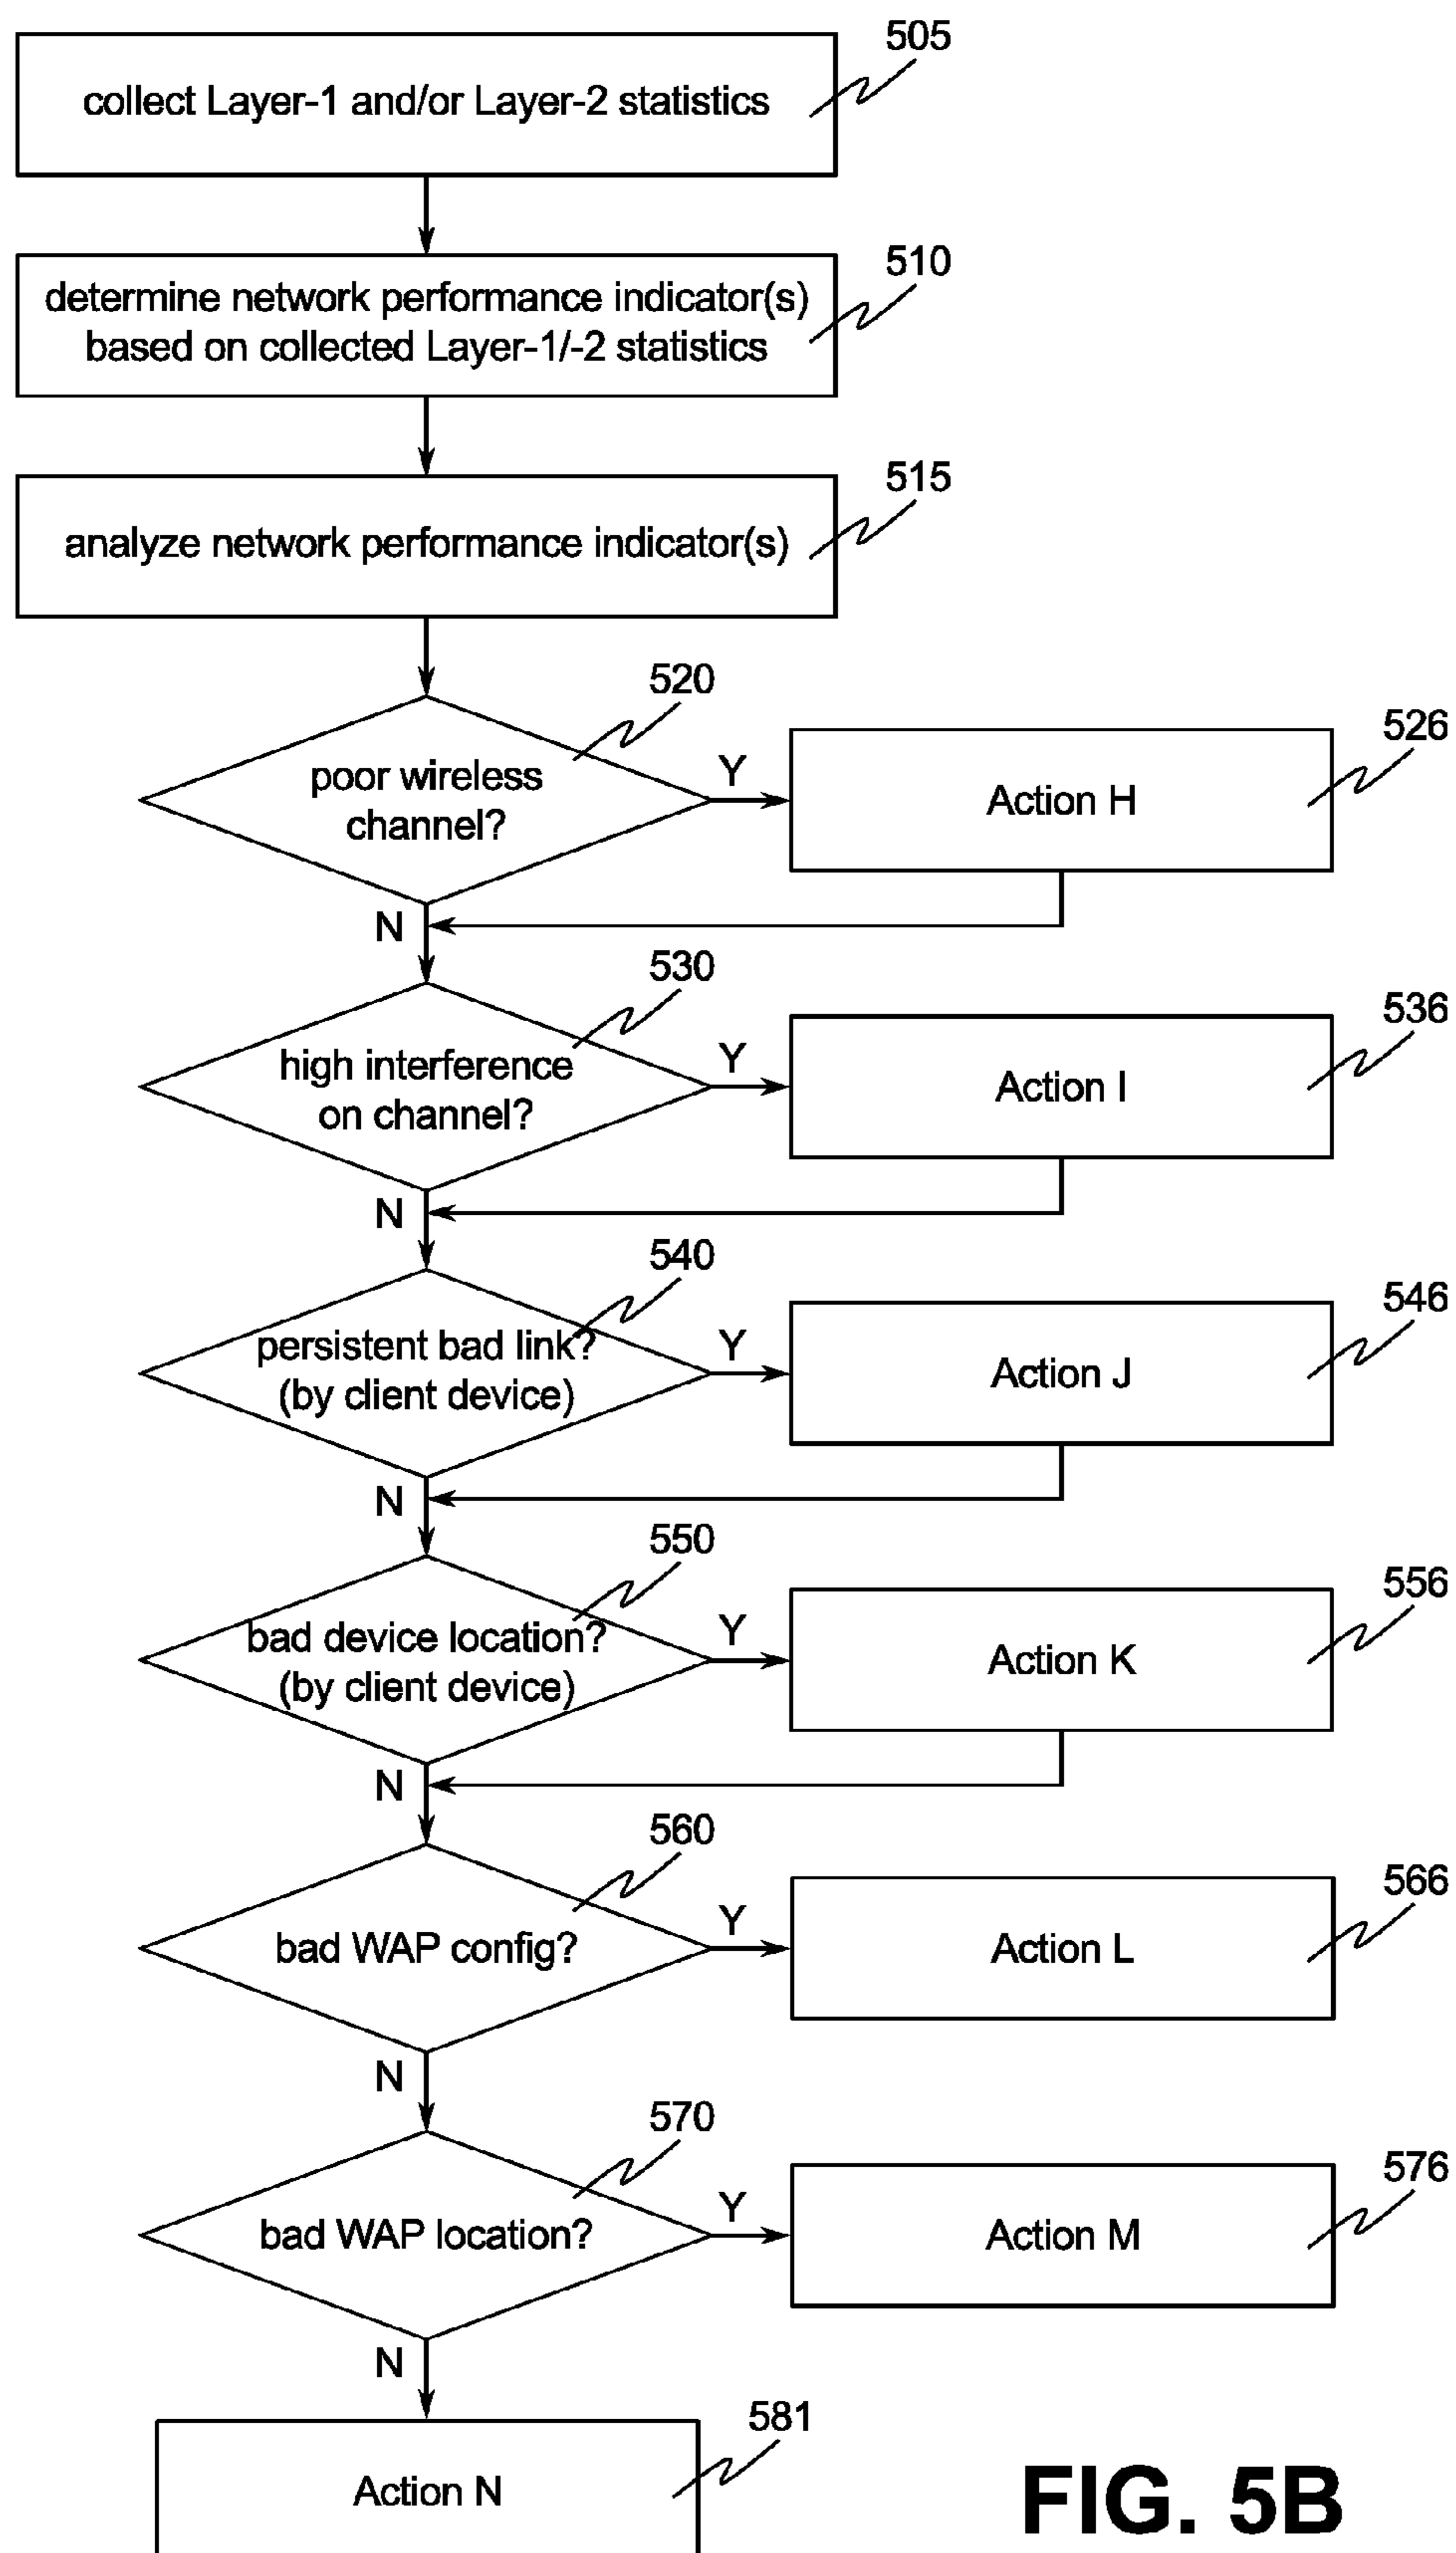 505
collect Layer-1 and/or Layer-2 statistics
510
determine network performance indicator(s)
based on collected Layer-1/-2 statistics
515
analyze network performance indicator(s)
520
poor wireless
channel?
Y
526
Action H
N
530
high interference
on channel?
Y
536
Action I
N
540
persistent bad link?
(by client device)
Y
546
Action J
N
550
bad device location?
(by client device)
Y
556
Action K
N
560
bad WAP config?
Y
566
Action L
N
570
bad WAP location?
Y
576
Action M
N
581
Action N
FIG. 5B